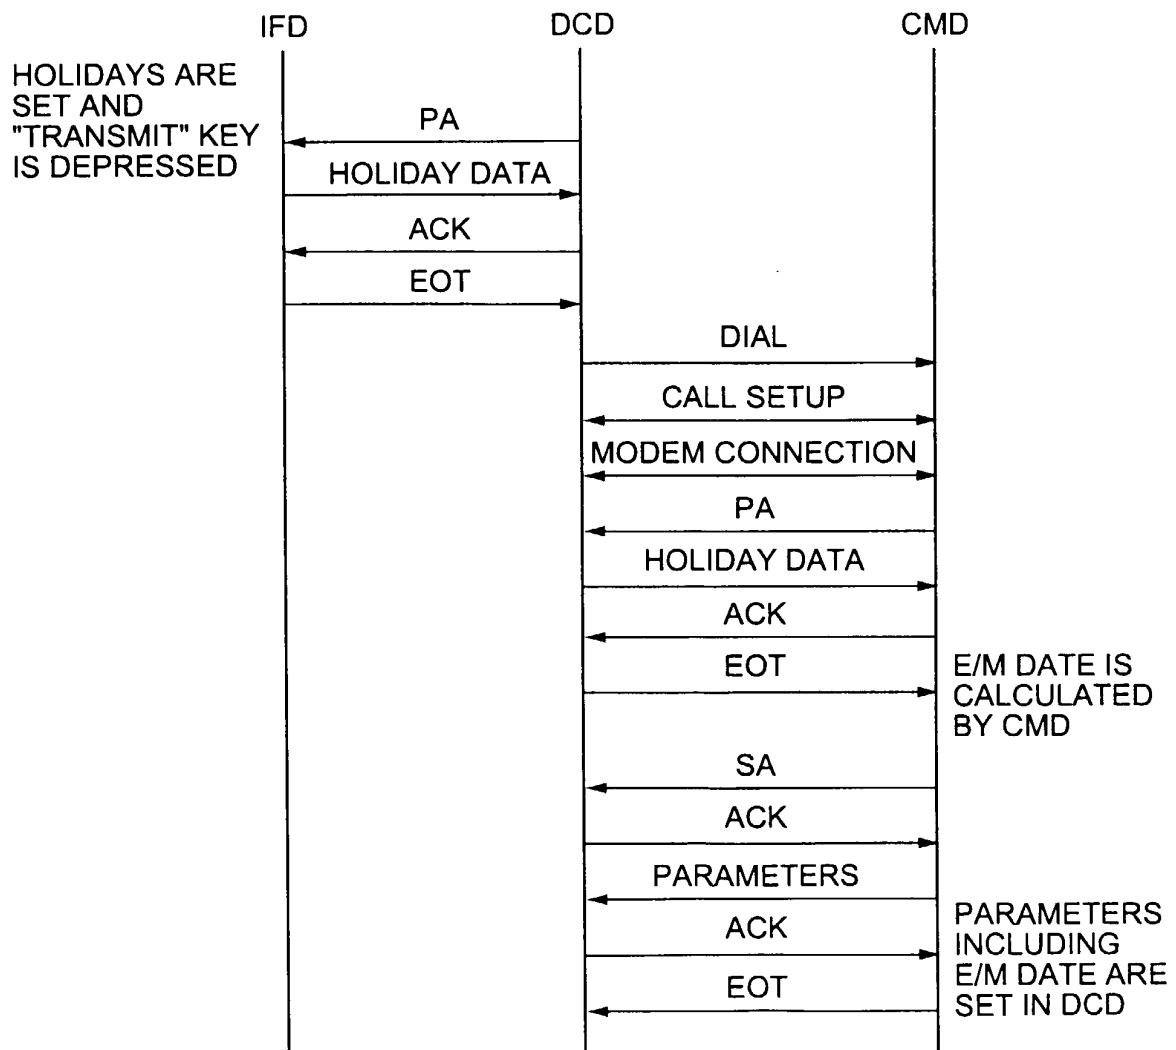 IFD DCD CMD
HOLIDAYS ARE
SET AND
"TRANSMIT" KEY
IS DEPRESSED
PA
HOLIDAY DATA
ACK
EOT
DIAL
CALL SETUP
MODEM CONNECTION
PA
HOLIDAY DATA
ACK
EOT
E/M DATE IS
CALCULATED
BY CMD
SA
ACK
PARAMETERS
ACK
EOT
PARAMETERS
INCLUDING
E/M DATE ARE
SET IN DCD